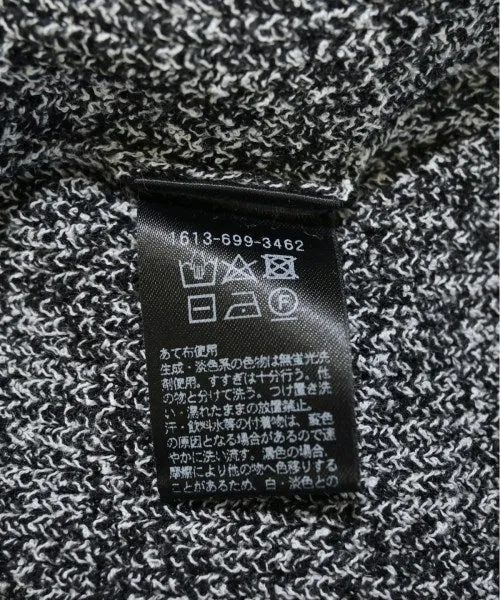 1613-699-3462
あて布使用
生成・淡色系の色物は無蛍光洗
剤使用。すすぎは十分行う。他
の物と分けて洗う。つけ置き洗
い・濡れたままの放置禁止。
汗・飲料水等の付着物は、変色
の原因となる場合があるので速
やかに洗い流す。濃色の場合、
摩擦により他の物へ色移りする
ことがあるため、白・淡色との